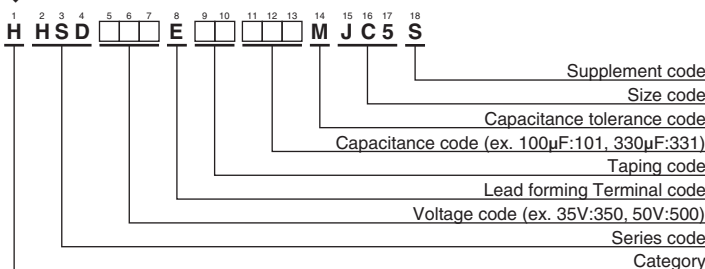 1 2 3 4 5 6 7 8 9 10 11 12 13 14 15 16 17 18
H HSD □□□ E □□ □□□ M JC5 S
Supplement code
Size code
Capacitance tolerance code
Capacitance code (ex. 100µF:101, 330µF:331)
Taping code
Lead forming Terminal code
Voltage code (ex. 35V:350, 50V:500)
Series code
Category